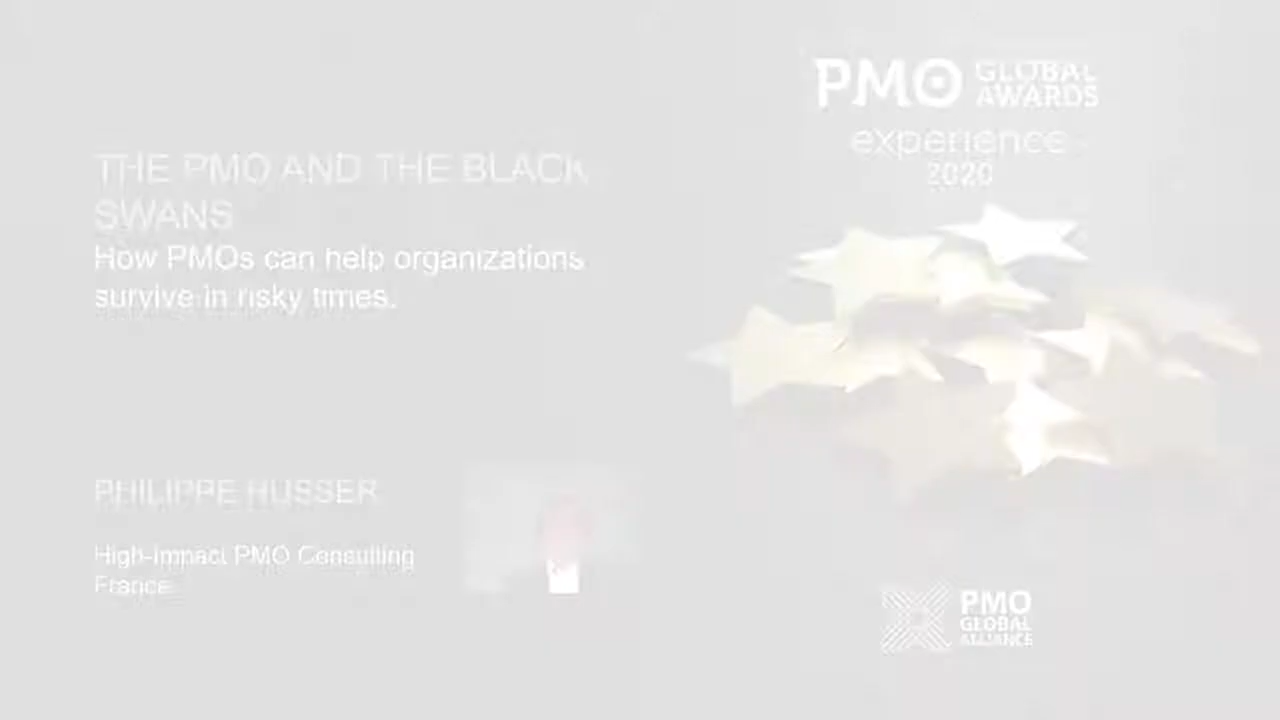 THE PMO AND THE BLACK
SWANS
How PMOs can help organizations
survive in risky times.
PHILIPPE HUSSER
High-Impact PMO Consulting
France
PMO GLOBAL
AWARDS
experience
2020
PMO
GLOBAL
ALLIANCE